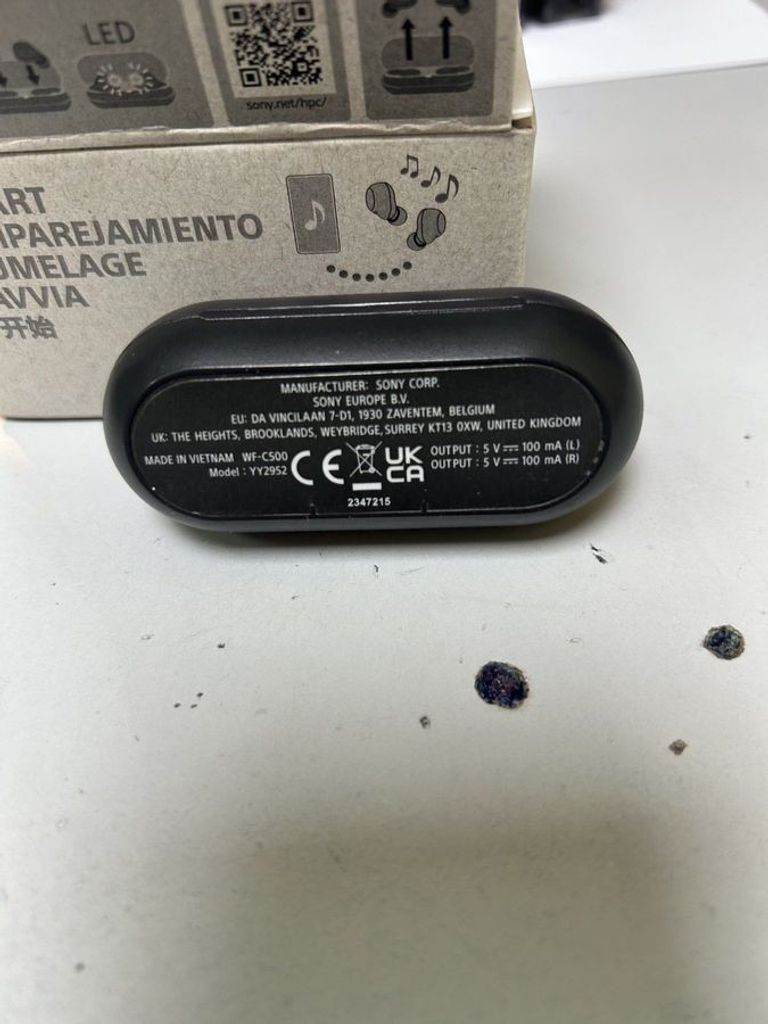 LED
sony.net/hpc/
ART
MPAREJAMIENTO
UMELAGE
AVVIA
开始
MANUFACTURER: SONY CORP.
SONY EUROPE B.V.
EU: DA VINCILAAN 7-D1, 1930 ZAVENTEM, BELGIUM
UK: THE HEIGHTS, BROOKLANDS, WEYBRIDGE, SURREY KT13 0XW, UNITED KINGDOM
MADE IN VIETNAM WF-C500
Model : YY2952
CE
UK
CA
OUTPUT : 5 V ⎓ 100 mA (L)
OUTPUT : 5 V ⎓ 100 mA (R)
2347215